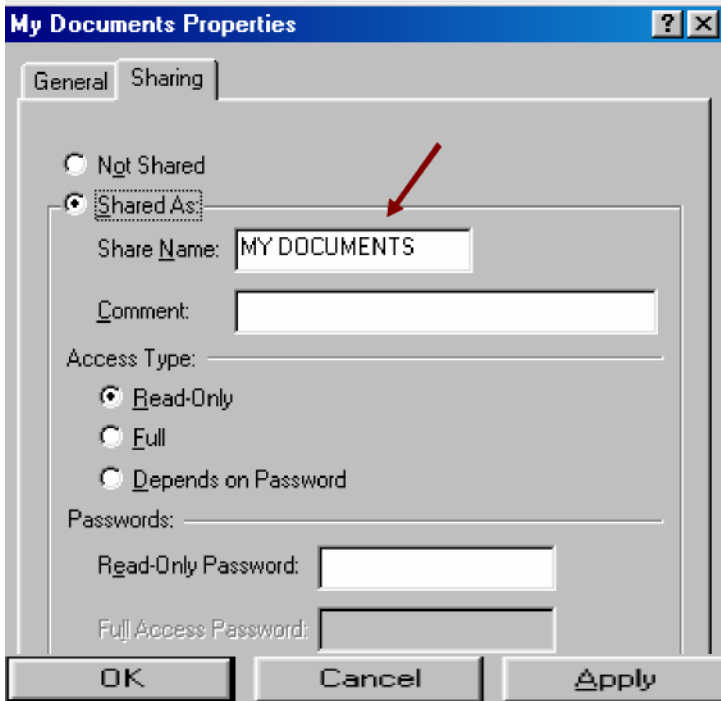 My Documents Properties ? ×
General Sharing
Not Shared
Shared As:
Share Name: MY DOCUMENTS
Comment:
Access Type:
Read-Only
Full
Depends on Password
Passwords:
Read-Only Password:
Full Access Password:
OK Cancel Apply